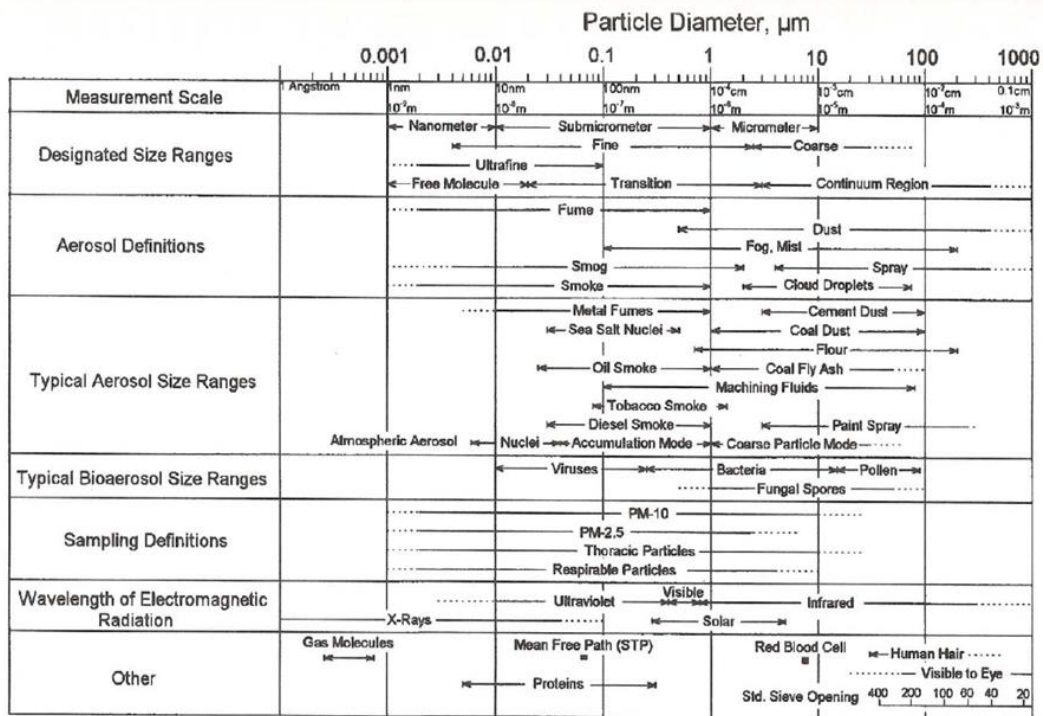 Particle Diameter, µm
0.001 0.01 0.1 1 10 100 1000
Measurement Scale
1 Angstrom 1nm 10nm 100nm 10⁻⁴cm 10⁻³cm 10⁻²cm 0.1cm
10⁻⁹m 10⁻⁸m 10⁻⁷m 10⁻⁶m 10⁻⁵m 10⁻⁴m 10⁻³m
Designated Size Ranges
Nanometer Submicrometer Micrometer
Fine Coarse
Ultrafine
Free Molecule Transition Continuum Region
Aerosol Definitions
Fume
Dust
Fog, Mist
Smog Spray
Smoke Cloud Droplets
Typical Aerosol Size Ranges
Metal Fumes Cement Dust
Sea Salt Nuclei Coal Dust
Flour
Oil Smoke Coal Fly Ash
Machining Fluids
Tobacco Smoke
Diesel Smoke Paint Spray
Atmospheric Aerosol Nuclei Accumulation Mode Coarse Particle Mode
Typical Bioaerosol Size Ranges
Viruses Bacteria Pollen
Fungal Spores
Sampling Definitions
PM-10
PM-2.5
Thoracic Particles
Respirable Particles
Wavelength of Electromagnetic
Radiation
Visible
Ultraviolet Infrared
X-Rays Solar
Other
Gas Molecules Mean Free Path (STP) Red Blood Cell
Human Hair
Visible to Eye
Proteins
Std. Sieve Opening 400 200 100 60 40 20